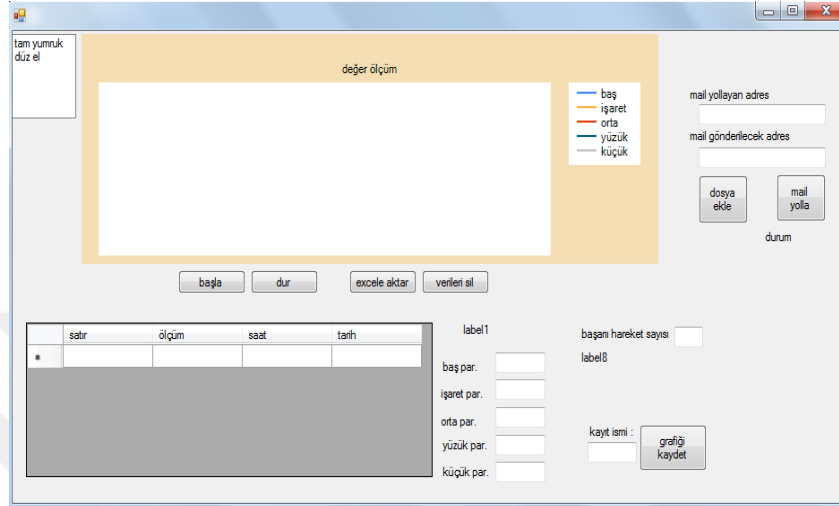 tam yumruk
düz el
değer ölçüm
baş
işaret
orta
yüzük
küçük
mail yollayan adres
mail gönderilecek adres
dosya
ekle
mail
yolla
durum
başla
dur
excele aktar
verileri sil
satır
ölçüm
saat
tarih
label1
baş par.
işaret par.
orta par.
yüzük par.
küçük par.
başarı hareket sayısı
label8
kayıt ismi :
grafiği
kaydet